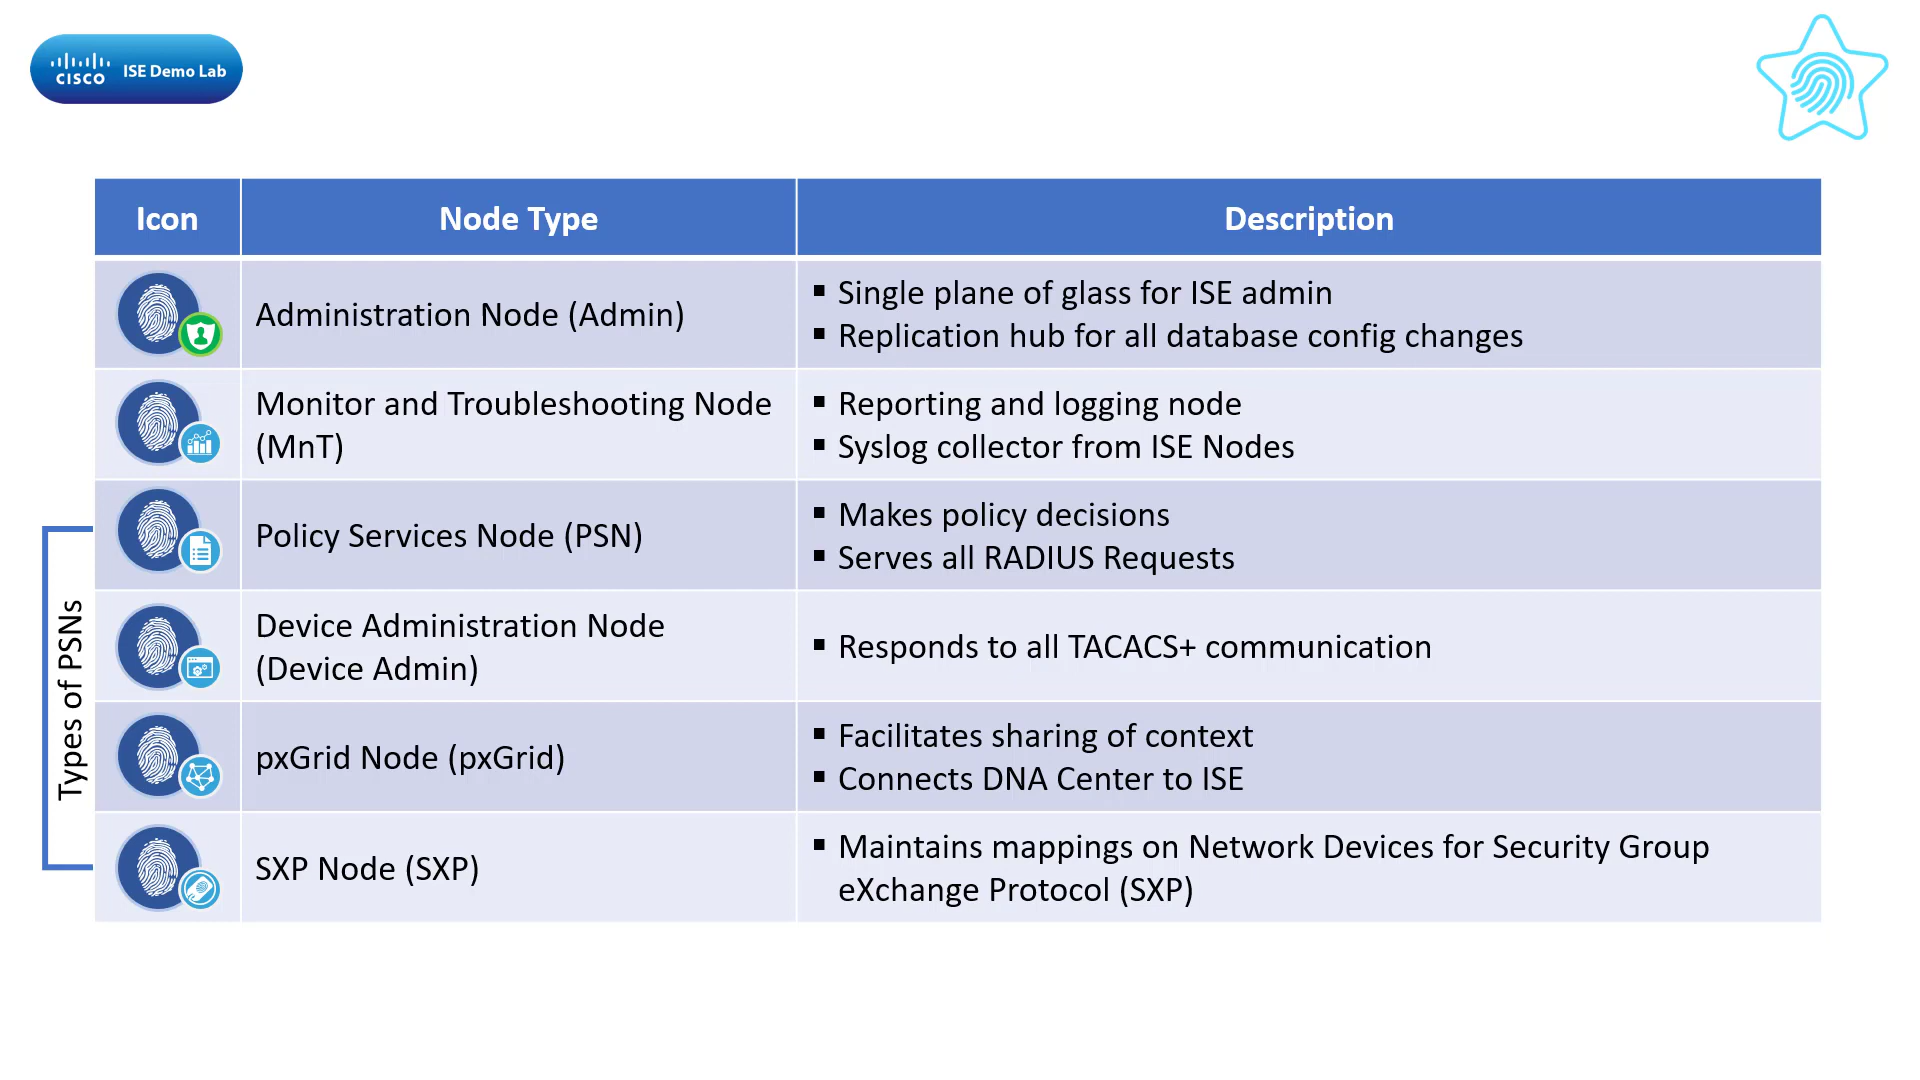 CISCO ISE Demo Lab
Icon Node Type Description
Administration Node (Admin)
▪ Single plane of glass for ISE admin
▪ Replication hub for all database config changes
Monitor and Troubleshooting Node
(MnT)
▪ Reporting and logging node
▪ Syslog collector from ISE Nodes
Types of PSNs
Policy Services Node (PSN)
▪ Makes policy decisions
▪ Serves all RADIUS Requests
Device Administration Node
(Device Admin)
▪ Responds to all TACACS+ communication
pxGrid Node (pxGrid)
▪ Facilitates sharing of context
▪ Connects DNA Center to ISE
SXP Node (SXP)
▪ Maintains mappings on Network Devices for Security Group
eXchange Protocol (SXP)